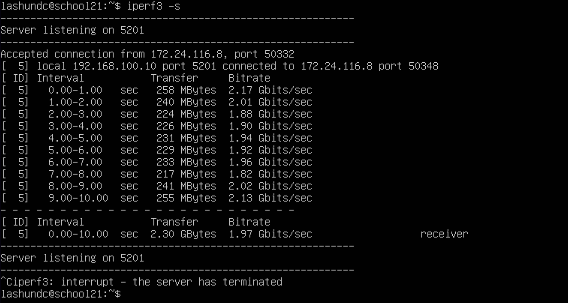 lashundc@school21:~$ iperf3 -s
-----------------------------------------------------------
Server listening on 5201
-----------------------------------------------------------
Accepted connection from 172.24.116.8, port 50332
[  5] local 192.168.100.10 port 5201 connected to 172.24.116.8 port 50348
[ ID] Interval           Transfer     Bitrate
[  5]   0.00-1.00   sec   258 MBytes  2.17 Gbits/sec
[  5]   1.00-2.00   sec   240 MBytes  2.01 Gbits/sec
[  5]   2.00-3.00   sec   224 MBytes  1.88 Gbits/sec
[  5]   3.00-4.00   sec   226 MBytes  1.90 Gbits/sec
[  5]   4.00-5.00   sec   231 MBytes  1.94 Gbits/sec
[  5]   5.00-6.00   sec   229 MBytes  1.92 Gbits/sec
[  5]   6.00-7.00   sec   233 MBytes  1.96 Gbits/sec
[  5]   7.00-8.00   sec   217 MBytes  1.82 Gbits/sec
[  5]   8.00-9.00   sec   241 MBytes  2.02 Gbits/sec
[  5]   9.00-10.00  sec   255 MBytes  2.13 Gbits/sec
- - - - - - - - - - - - - - - - - - - - - - - - -
[ ID] Interval           Transfer     Bitrate
[  5]   0.00-10.00  sec  2.30 GBytes  1.97 Gbits/sec                  receiver
-----------------------------------------------------------
Server listening on 5201
-----------------------------------------------------------
^Ciperf3: interrupt - the server has terminated
lashundc@school21:~$